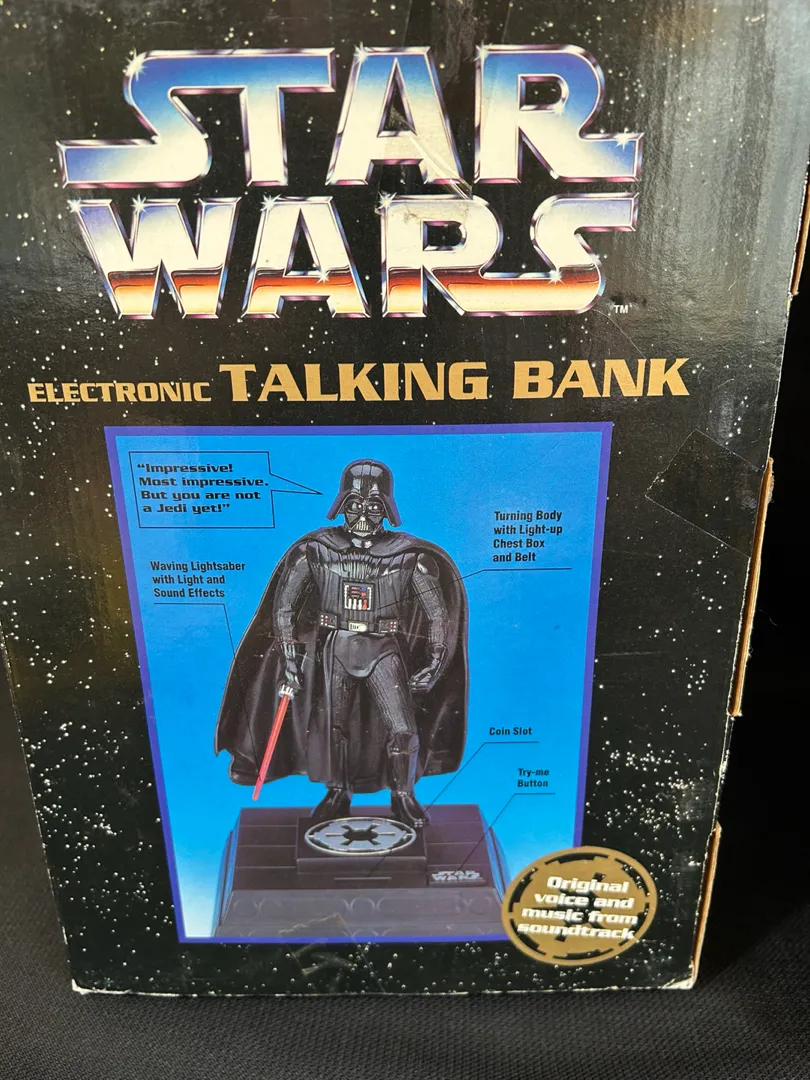 STAR
WARS
TM
ELECTRONIC TALKING BANK
"Impressive!
Most impressive.
But you are not
a Jedi yet!"
Turning Body
with Light-up
Chest Box
and Belt
Waving Lightsaber
with Light and
Sound Effects
Coin Slot
Try-me
Button
STAR
WARS
Original
voice and
music from
soundtrack